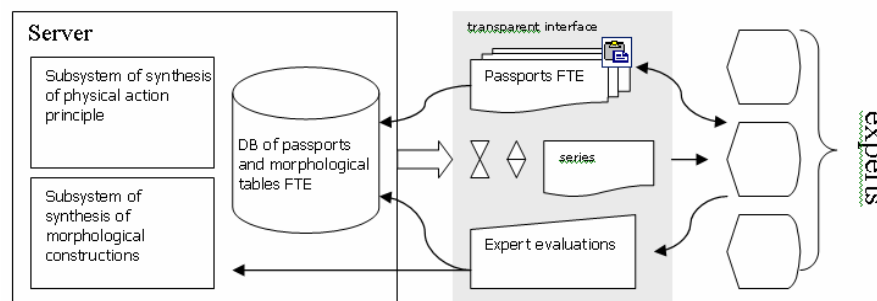 Server
Subsystem of synthesis
of physical action
principle
Subsystem of
synthesis of
morphological
constructions
DB of passports
and morphological
tables FTE
transparent interface
Passports FTE
series
Expert evaluations
experts